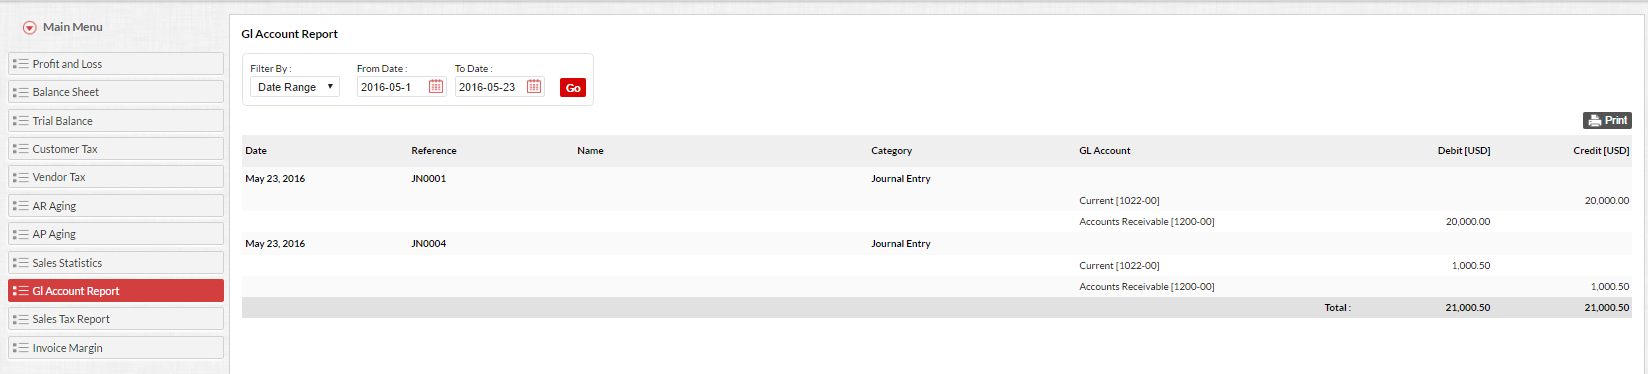 Main Menu
Profit and Loss
Balance Sheet
Trial Balance
Customer Tax
Vendor Tax
AR Aging
AP Aging
Sales Statistics
Gl Account Report
Sales Tax Report
Invoice Margin
Gl Account Report
Filter By : From Date : To Date :
Date Range 2016-05-1 2016-05-23 Go
Print
Date Reference Name Category GL Account Debit [USD] Credit [USD]
May 23, 2016 JN0001 Journal Entry
Current [1022-00] 20,000.00
Accounts Receivable [1200-00] 20,000.00
May 23, 2016 JN0004 Journal Entry
Current [1022-00] 1,000.50
Accounts Receivable [1200-00] 1,000.50
Total : 21,000.50 21,000.50